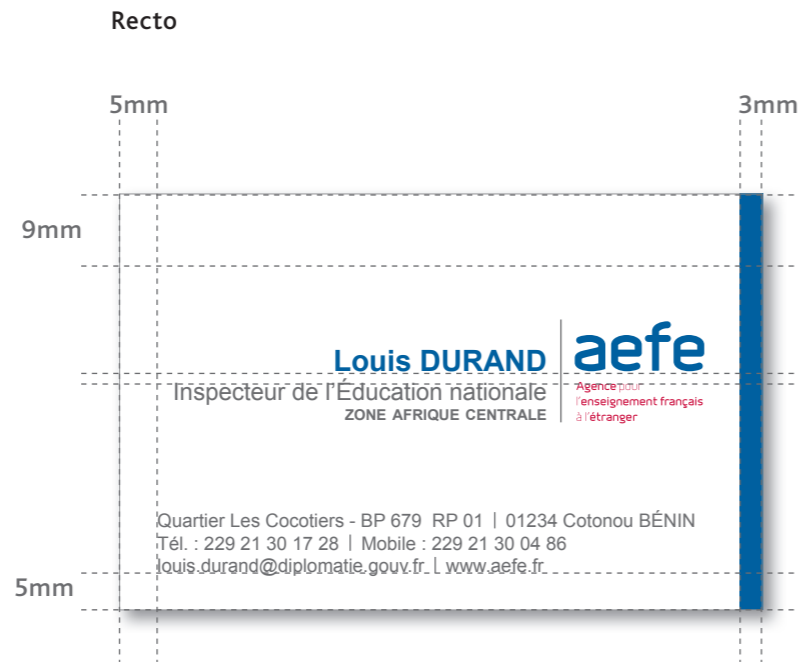 Recto
5mm
3mm
9mm
Louis DURAND
Inspecteur de l'Éducation nationale
ZONE AFRIQUE CENTRALE
aefe
Agence pour
l'enseignement français
à l'étranger
Quartier Les Cocotiers - BP 679 RP 01 | 01234 Cotonou BÉNIN
Tél. : 229 21 30 17 28 | Mobile : 229 21 30 04 86
louis.durand@diplomatie.gouv.fr | www.aefe.fr
5mm